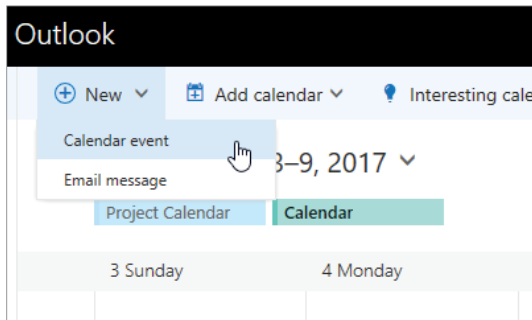 Outlook
New Add calendar Interesting cale
Calendar event
Email message
3–9, 2017
Project Calendar Calendar
3 Sunday 4 Monday